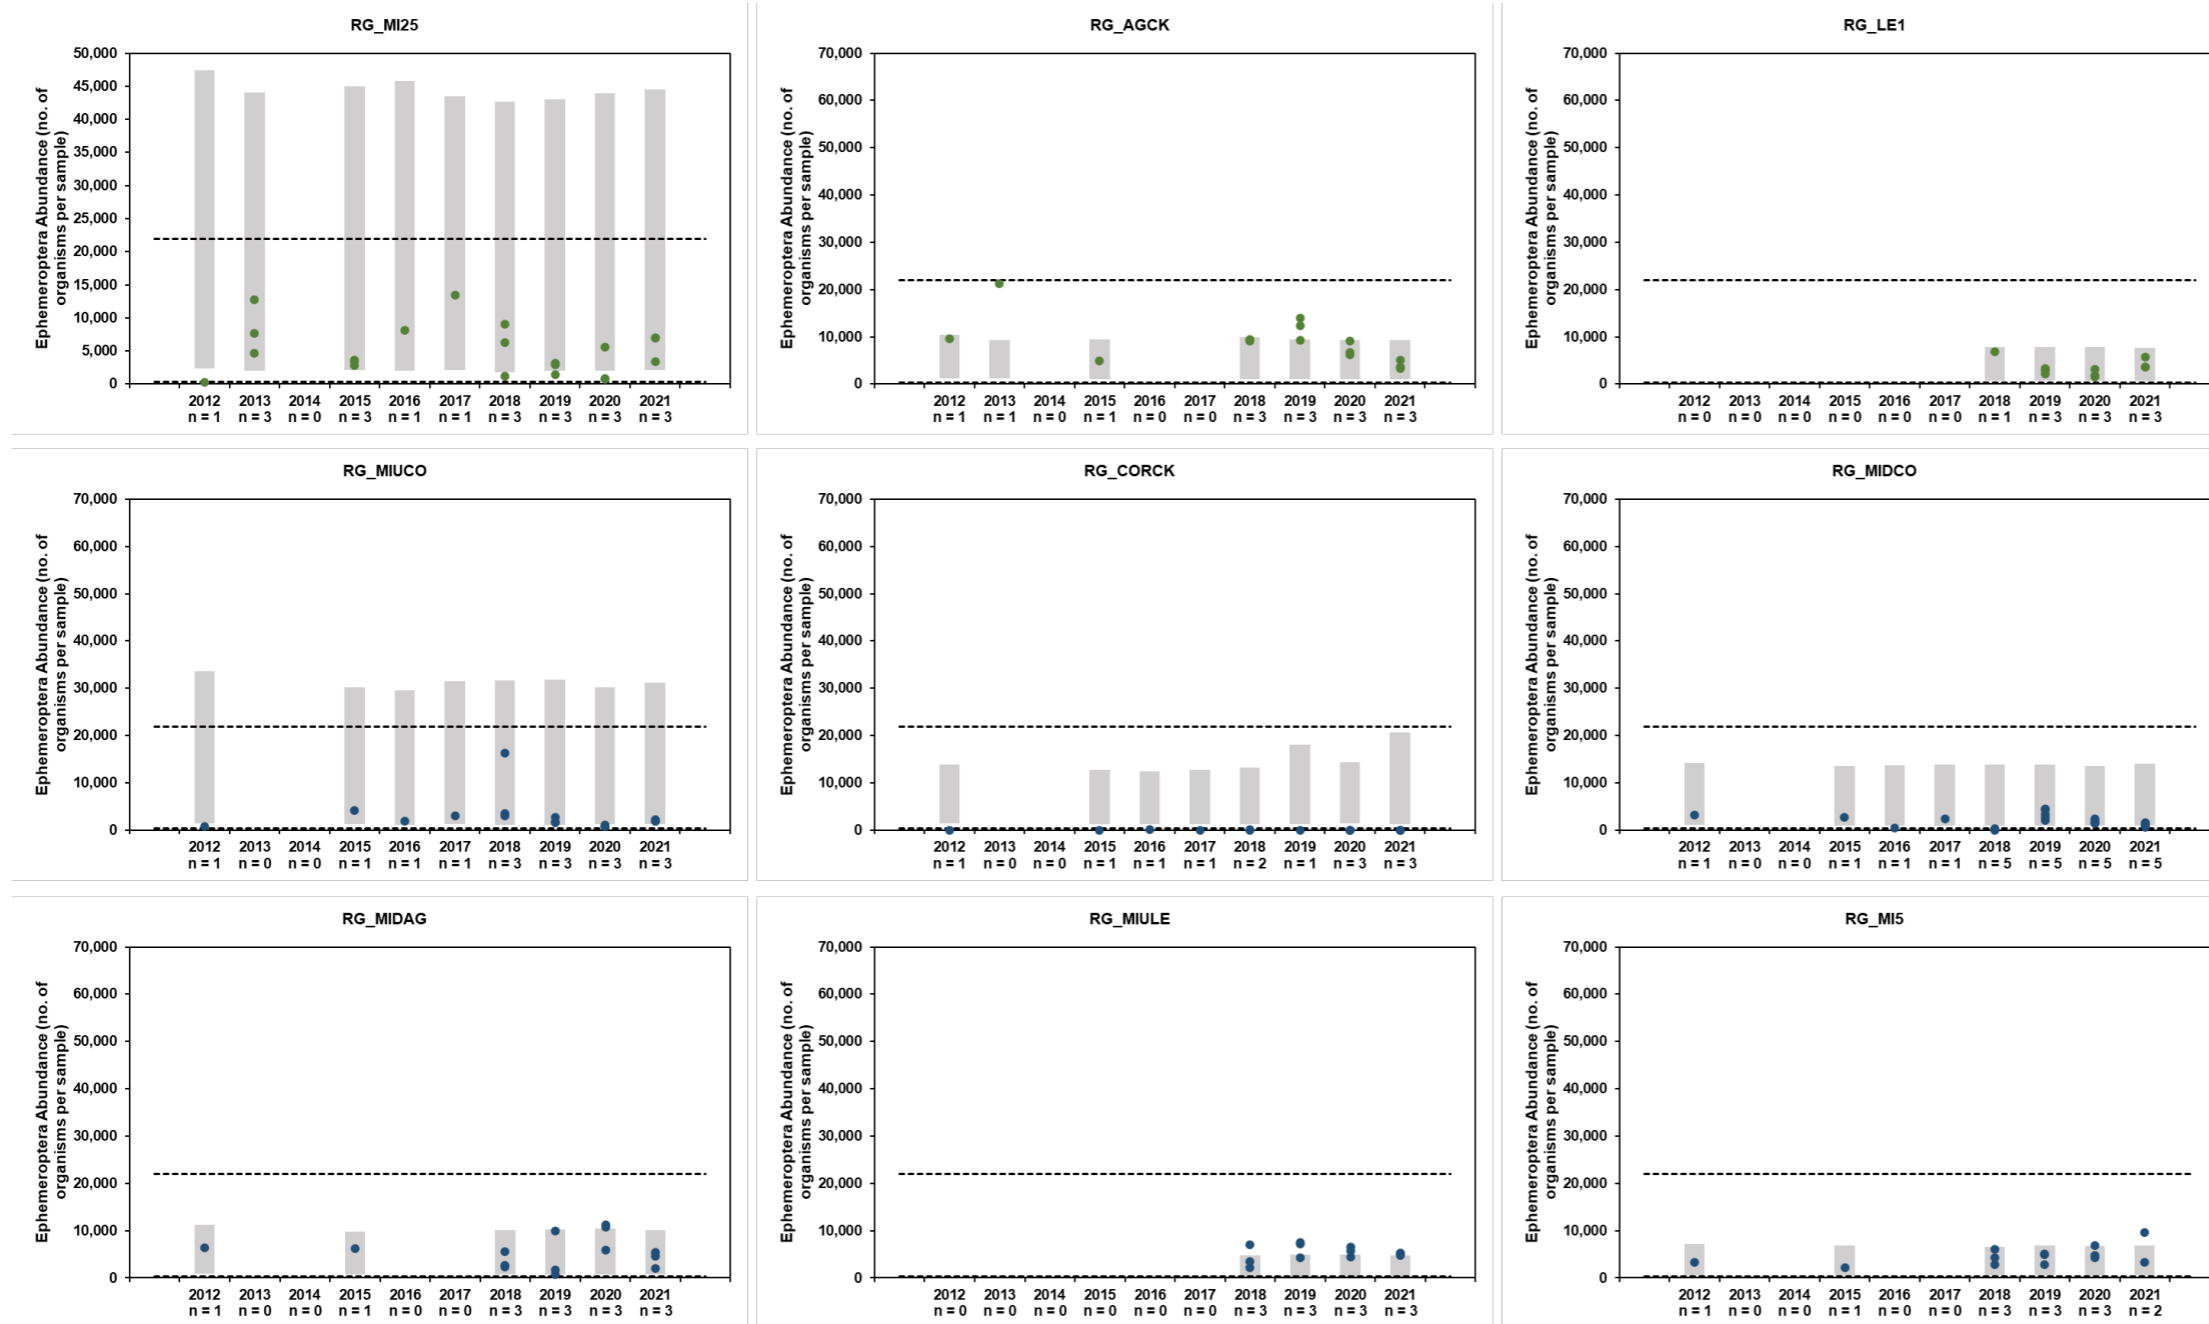 RG_MI25
Ephemeroptera Abundance (no. of
organisms per sample)
50,000
45,000
40,000
35,000
30,000
25,000
20,000
15,000
10,000
5,000
0
2012 2013 2014 2015 2016 2017 2018 2019 2020 2021
n = 1 n = 3 n = 0 n = 3 n = 1 n = 1 n = 3 n = 3 n = 3 n = 3
RG_AGCK
Ephemeroptera Abundance (no. of
organisms per sample)
70,000
60,000
50,000
40,000
30,000
20,000
10,000
0
2012 2013 2014 2015 2016 2017 2018 2019 2020 2021
n = 1 n = 1 n = 0 n = 1 n = 0 n = 0 n = 3 n = 3 n = 3 n = 3
RG_LE1
Ephemeroptera Abundance (no. of
organisms per sample)
70,000
60,000
50,000
40,000
30,000
20,000
10,000
0
2012 2013 2014 2015 2016 2017 2018 2019 2020 2021
n = 0 n = 0 n = 0 n = 0 n = 0 n = 0 n = 1 n = 3 n = 3 n = 3
RG_MIUCO
Ephemeroptera Abundance (no. of
organisms per sample)
70,000
60,000
50,000
40,000
30,000
20,000
10,000
0
2012 2013 2014 2015 2016 2017 2018 2019 2020 2021
n = 1 n = 0 n = 0 n = 1 n = 1 n = 1 n = 3 n = 3 n = 3 n = 3
RG_CORCK
Ephemeroptera Abundance (no. of
organisms per sample)
70,000
60,000
50,000
40,000
30,000
20,000
10,000
0
2012 2013 2014 2015 2016 2017 2018 2019 2020 2021
n = 1 n = 0 n = 0 n = 1 n = 1 n = 1 n = 2 n = 1 n = 3 n = 3
RG_MIDCO
Ephemeroptera Abundance (no. of
organisms per sample)
70,000
60,000
50,000
40,000
30,000
20,000
10,000
0
2012 2013 2014 2015 2016 2017 2018 2019 2020 2021
n = 1 n = 0 n = 0 n = 1 n = 1 n = 1 n = 5 n = 5 n = 5 n = 5
RG_MIDAG
Ephemeroptera Abundance (no. of
organisms per sample)
70,000
60,000
50,000
40,000
30,000
20,000
10,000
0
2012 2013 2014 2015 2016 2017 2018 2019 2020 2021
n = 1 n = 0 n = 0 n = 1 n = 0 n = 0 n = 3 n = 3 n = 3 n = 3
RG_MIULE
Ephemeroptera Abundance (no. of
organisms per sample)
70,000
60,000
50,000
40,000
30,000
20,000
10,000
0
2012 2013 2014 2015 2016 2017 2018 2019 2020 2021
n = 0 n = 0 n = 0 n = 0 n = 0 n = 0 n = 3 n = 3 n = 3 n = 3
RG_MI5
Ephemeroptera Abundance (no. of
organisms per sample)
70,000
60,000
50,000
40,000
30,000
20,000
10,000
0
2012 2013 2014 2015 2016 2017 2018 2019 2020 2021
n = 1 n = 0 n = 0 n = 1 n = 0 n = 0 n = 3 n = 3 n = 3 n = 2